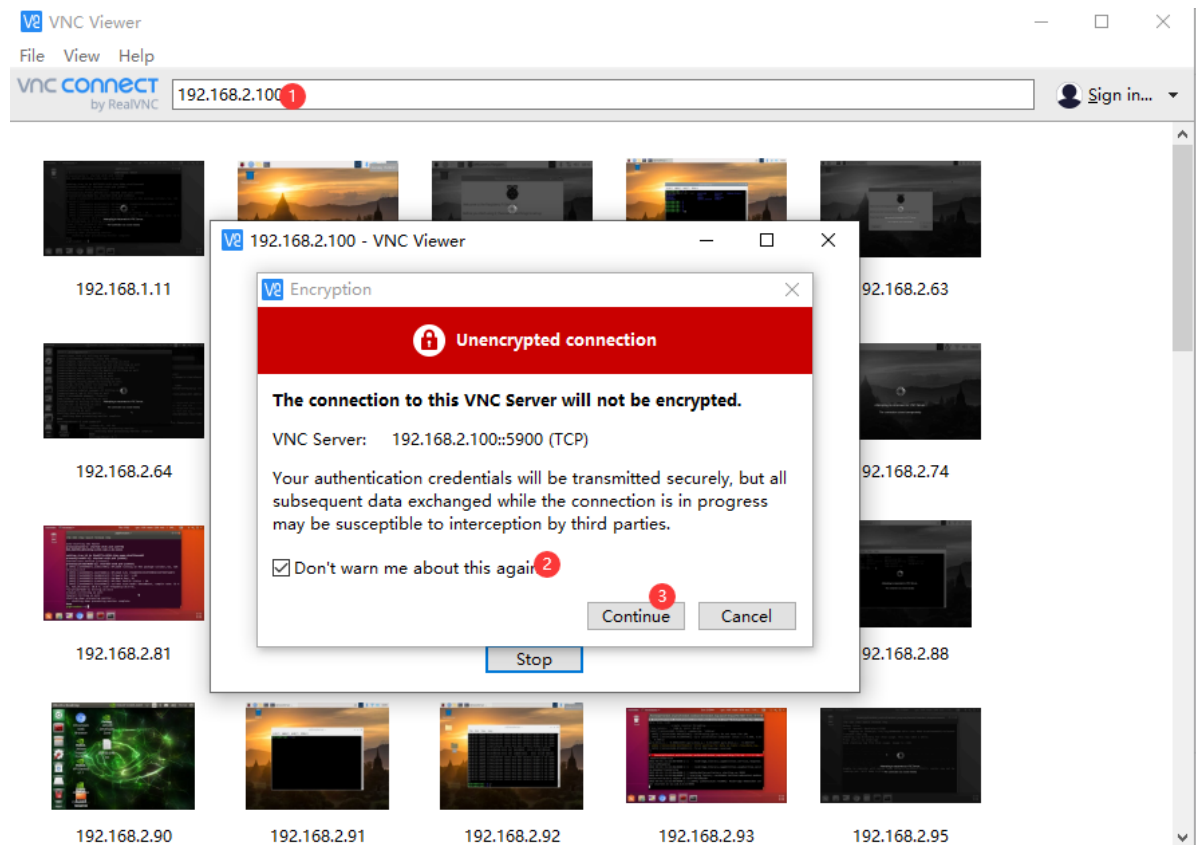 VNC Viewer
File View Help
vnc connect
by RealVNC
192.168.2.100
1
Sign in...
192.168.1.11
92.168.2.63
192.168.2.100 - VNC Viewer
Encryption
Unencrypted connection
The connection to this VNC Server will not be encrypted.
VNC Server: 192.168.2.100::5900 (TCP)
Your authentication credentials will be transmitted securely, but all
subsequent data exchanged while the connection is in progress
may be susceptible to interception by third parties.
Don't warn me about this again
2
3
Continue Cancel
Stop
192.168.2.64
92.168.2.74
192.168.2.81
92.168.2.88
192.168.2.90
192.168.2.91
192.168.2.92
192.168.2.93
192.168.2.95